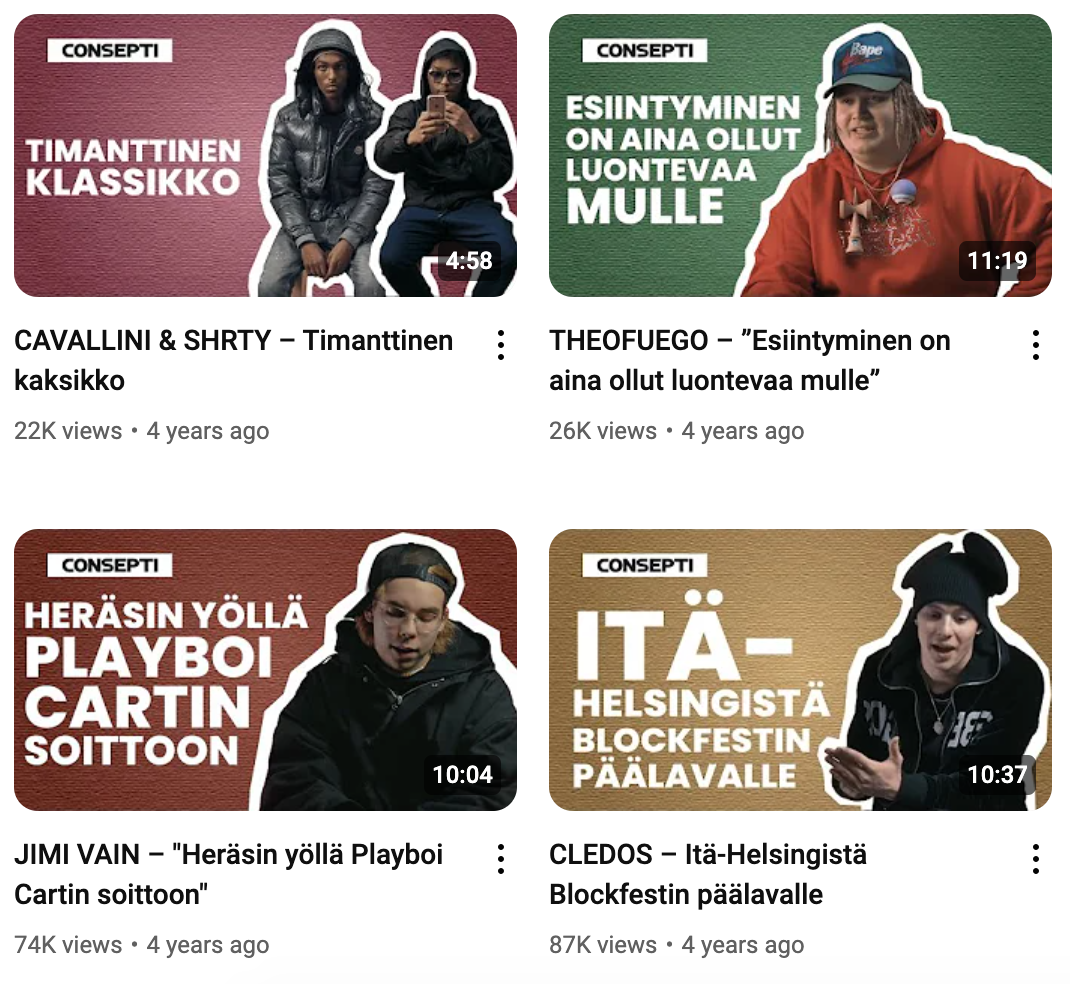 CONSEPTI
TIMANTTINEN
KLASSIKKO
4:58
CAVALLINI & SHRTY – Timanttinen
kaksikko
22K views • 4 years ago
CONSEPTI
Bape
ESIINTYMINEN
ON AINA OLLUT
LUONTEVAA
MULLE
11:19
THEOFUEGO – ”Esiintyminen on
aina ollut luontevaa mulle”
26K views • 4 years ago
CONSEPTI
HERÄSIN YÖLLÄ
PLAYBOI
CARTIN
SOITTOON
10:04
JIMI VAIN – "Heräsin yöllä Playboi
Cartin soittoon"
74K views • 4 years ago
CONSEPTI
ITÄ-
HELSINGISTÄ
BLOCKFESTIN
PÄÄLAVALLE
10:37
CLEDOS – Itä-Helsingistä
Blockfestin päälavalle
87K views • 4 years ago